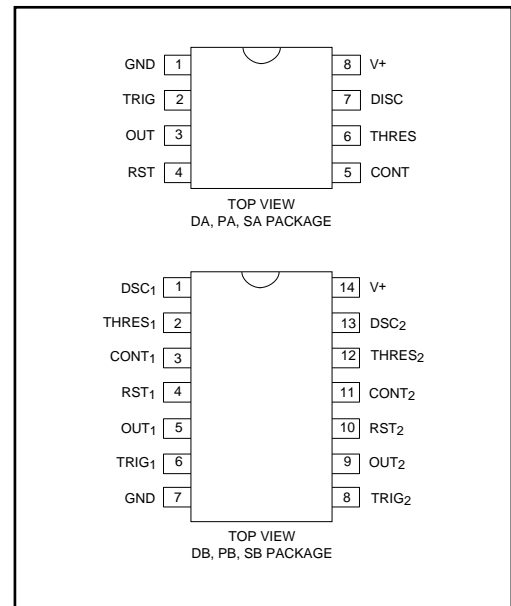 GND 1 8 V+
TRIG 2 7 DISC
OUT 3 6 THRES
RST 4 5 CONT
TOP VIEW
DA, PA, SA PACKAGE
DSC1 1 14 V+
THRES1 2 13 DSC2
CONT1 3 12 THRES2
RST1 4 11 CONT2
OUT1 5 10 RST2
TRIG1 6 9 OUT2
GND 7 8 TRIG2
TOP VIEW
DB, PB, SB PACKAGE